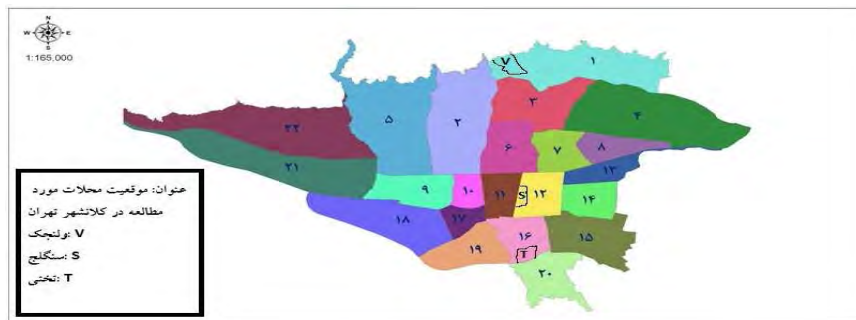 N
W E
S
1:165,000
V
۱
۳
۴
۵
۲
۲۲
۶
۷
۸
۲۱
۱۳
۹
۱۰
۱۱
S
۱۲
۱۴
۱۸
۱۷
۱۶
۱۵
T
۱۹
۲۰
عنوان: موقعیت محلات مورد
مطالعه در کلانشهر تهران
V :ولنجک
S :سنگلج
T :تختی